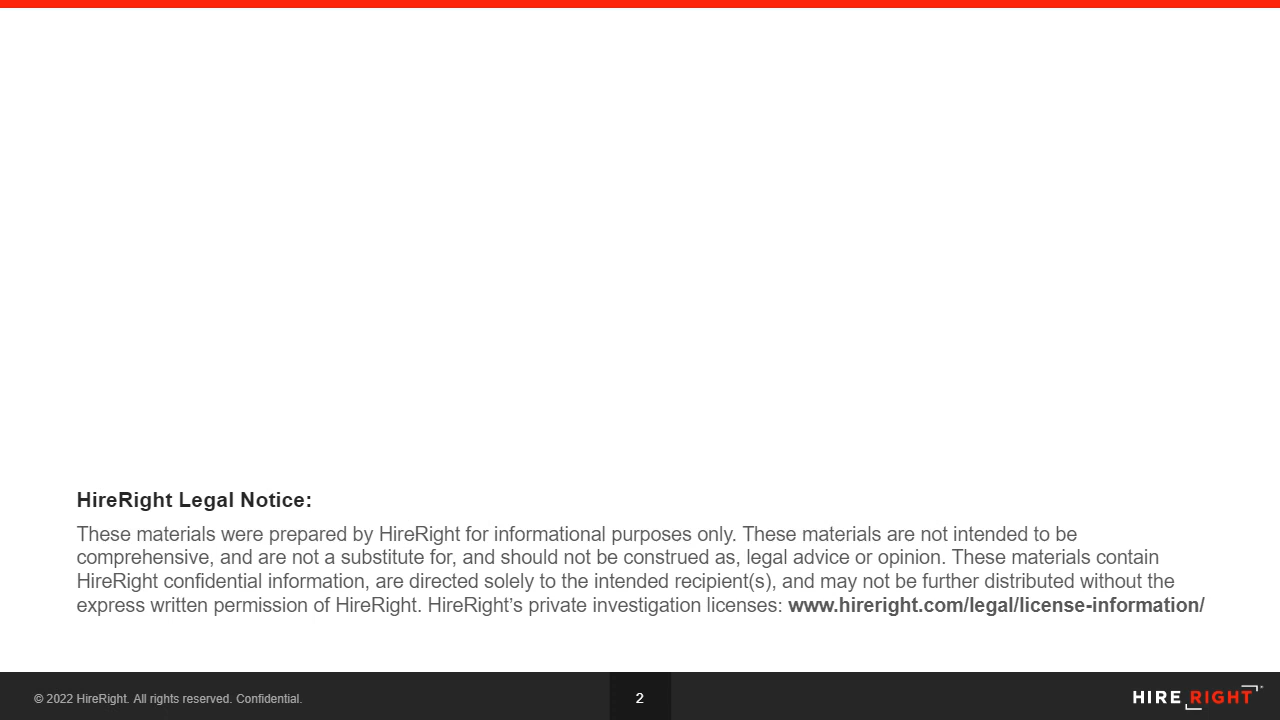 HireRight Legal Notice:
These materials were prepared by HireRight for informational purposes only. These materials are not intended to be
comprehensive, and are not a substitute for, and should not be construed as, legal advice or opinion. These materials contain
HireRight confidential information, are directed solely to the intended recipient(s), and may not be further distributed without the
express written permission of HireRight. HireRight’s private investigation licenses: www.hireright.com/legal/license-information/
© 2022 HireRight. All rights reserved. Confidential.
2
HIRE RIGHT